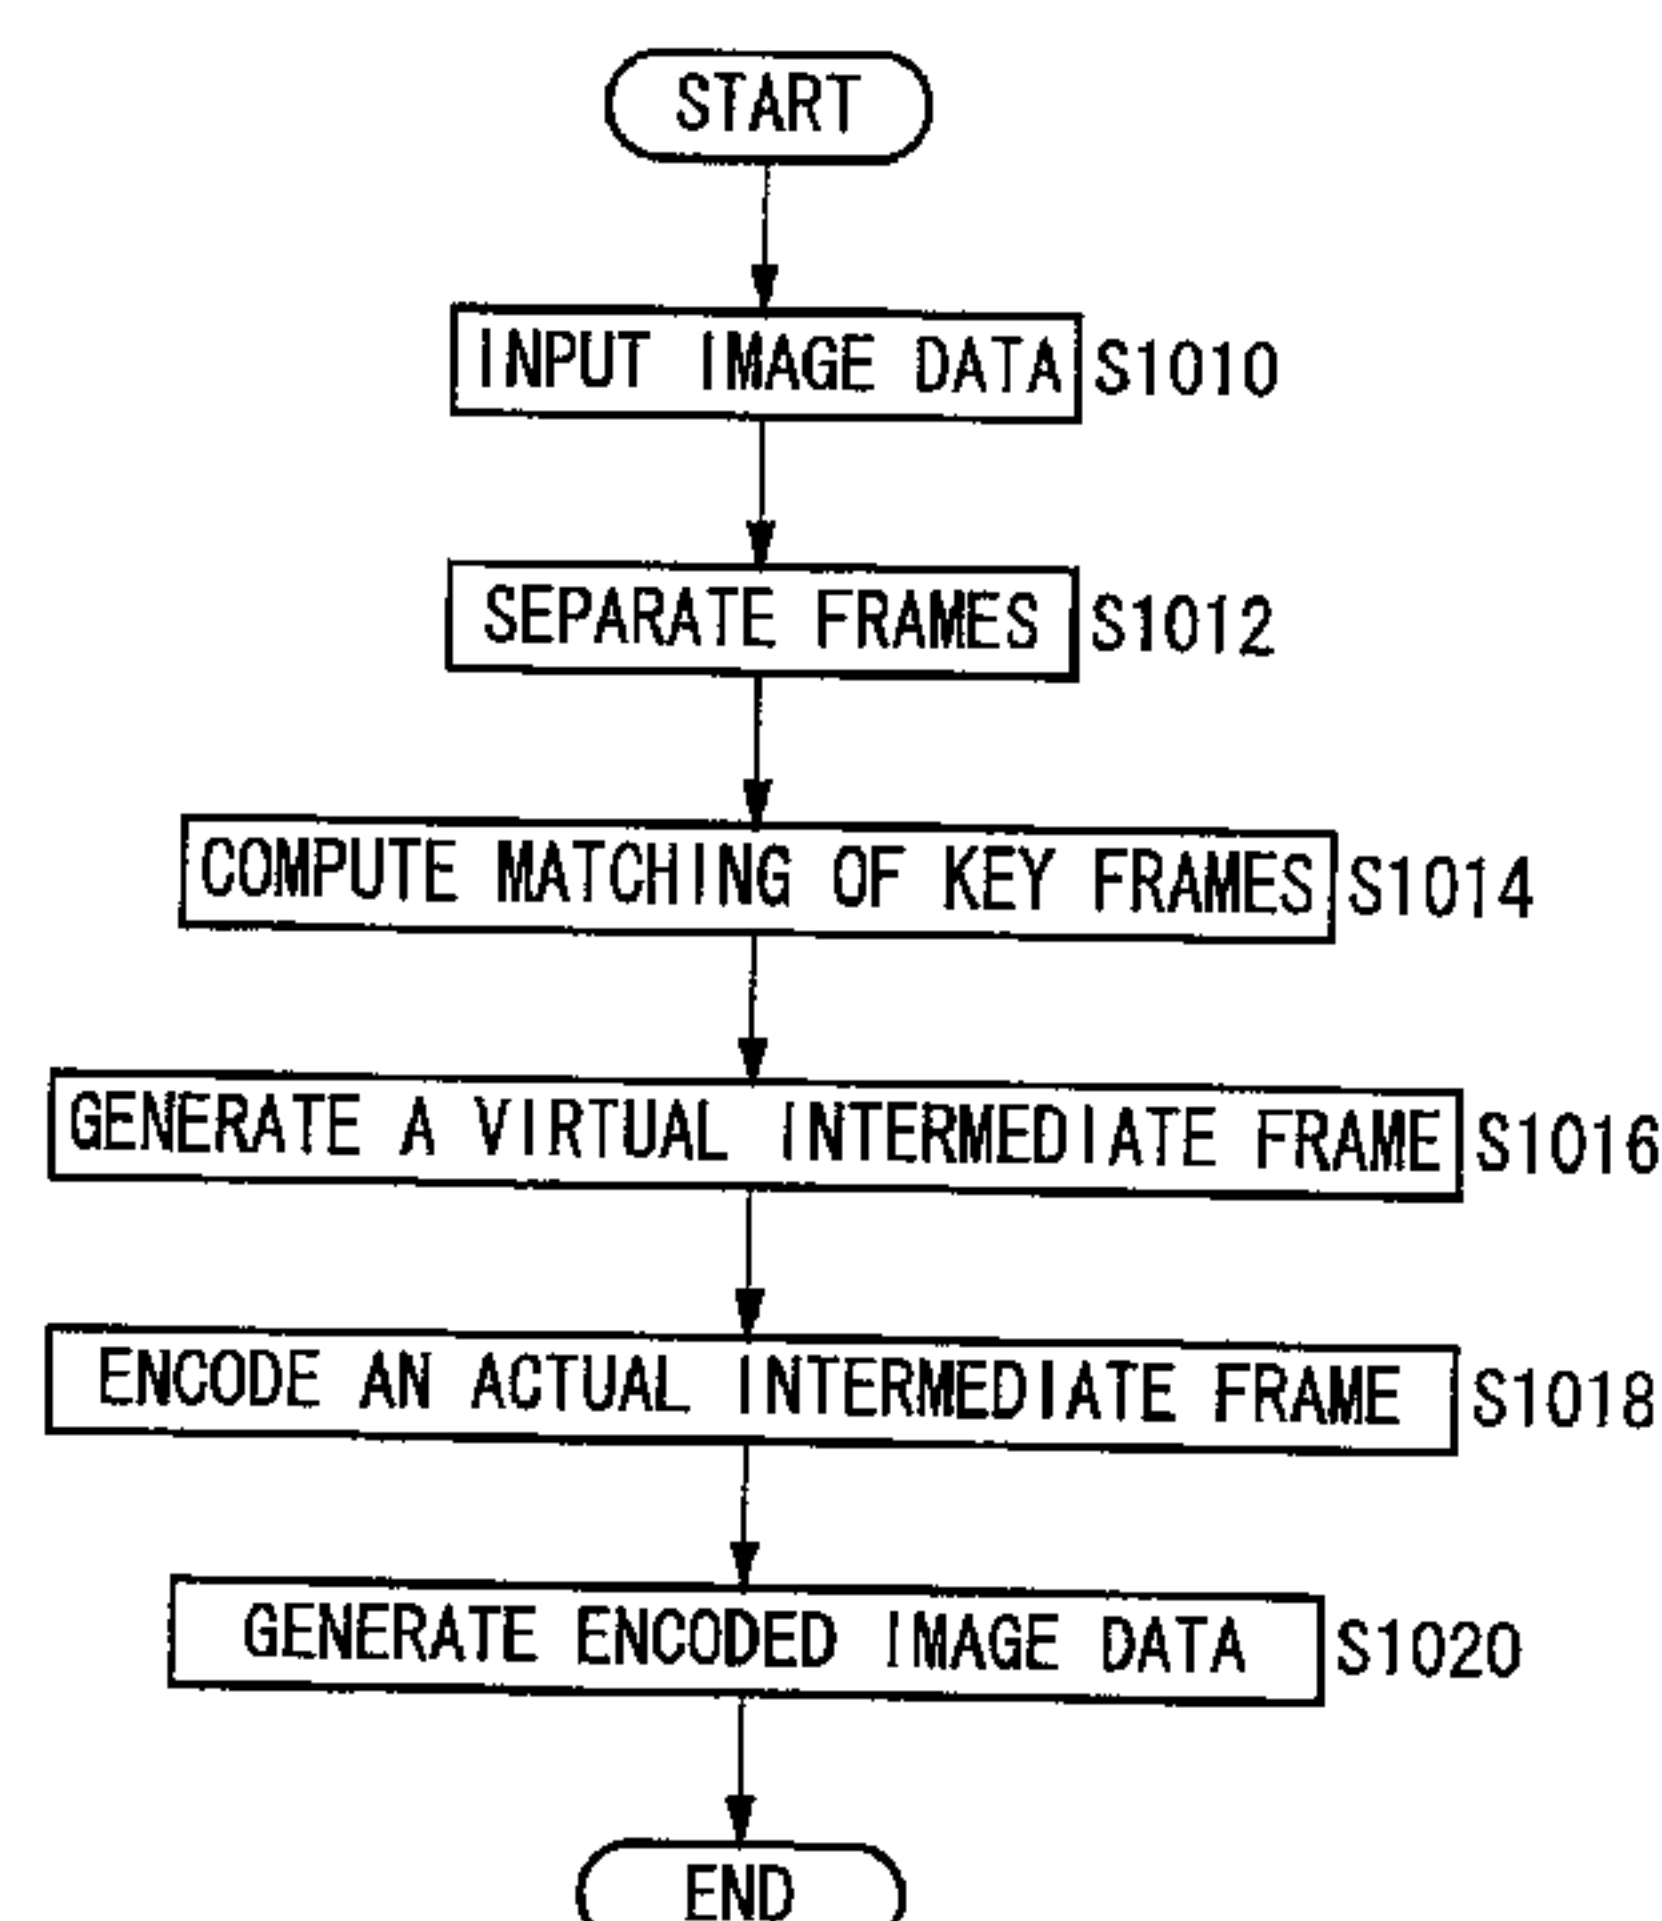 START
INPUT IMAGE DATA S1010
SEPARATE FRAMES S1012
COMPUTE MATCHING OF KEY FRAMES S1014
GENERATE A VIRTUAL INTERMEDIATE FRAME S1016
ENCODE AN ACTUAL INTERMEDIATE FRAME S1018
GENERATE ENCODED IMAGE DATA S1020
END